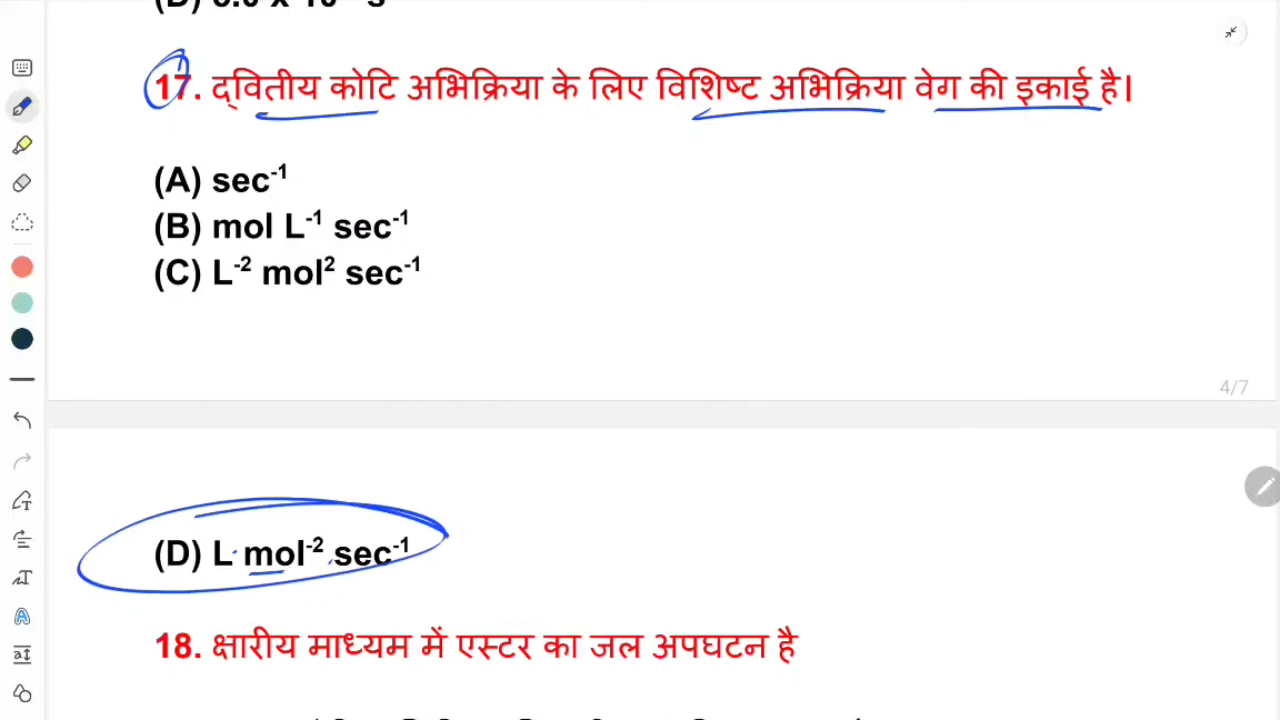 17. द्वितीय कोटि अभिक्रिया के लिए विशिष्ट अभिक्रिया वेग की इकाई है।
(A) sec⁻¹
(B) mol L⁻¹ sec⁻¹
(C) L⁻² mol² sec⁻¹
4/7
(D) L mol⁻² sec⁻¹
18. क्षारीय माध्यम में एस्टर का जल अपघटन है